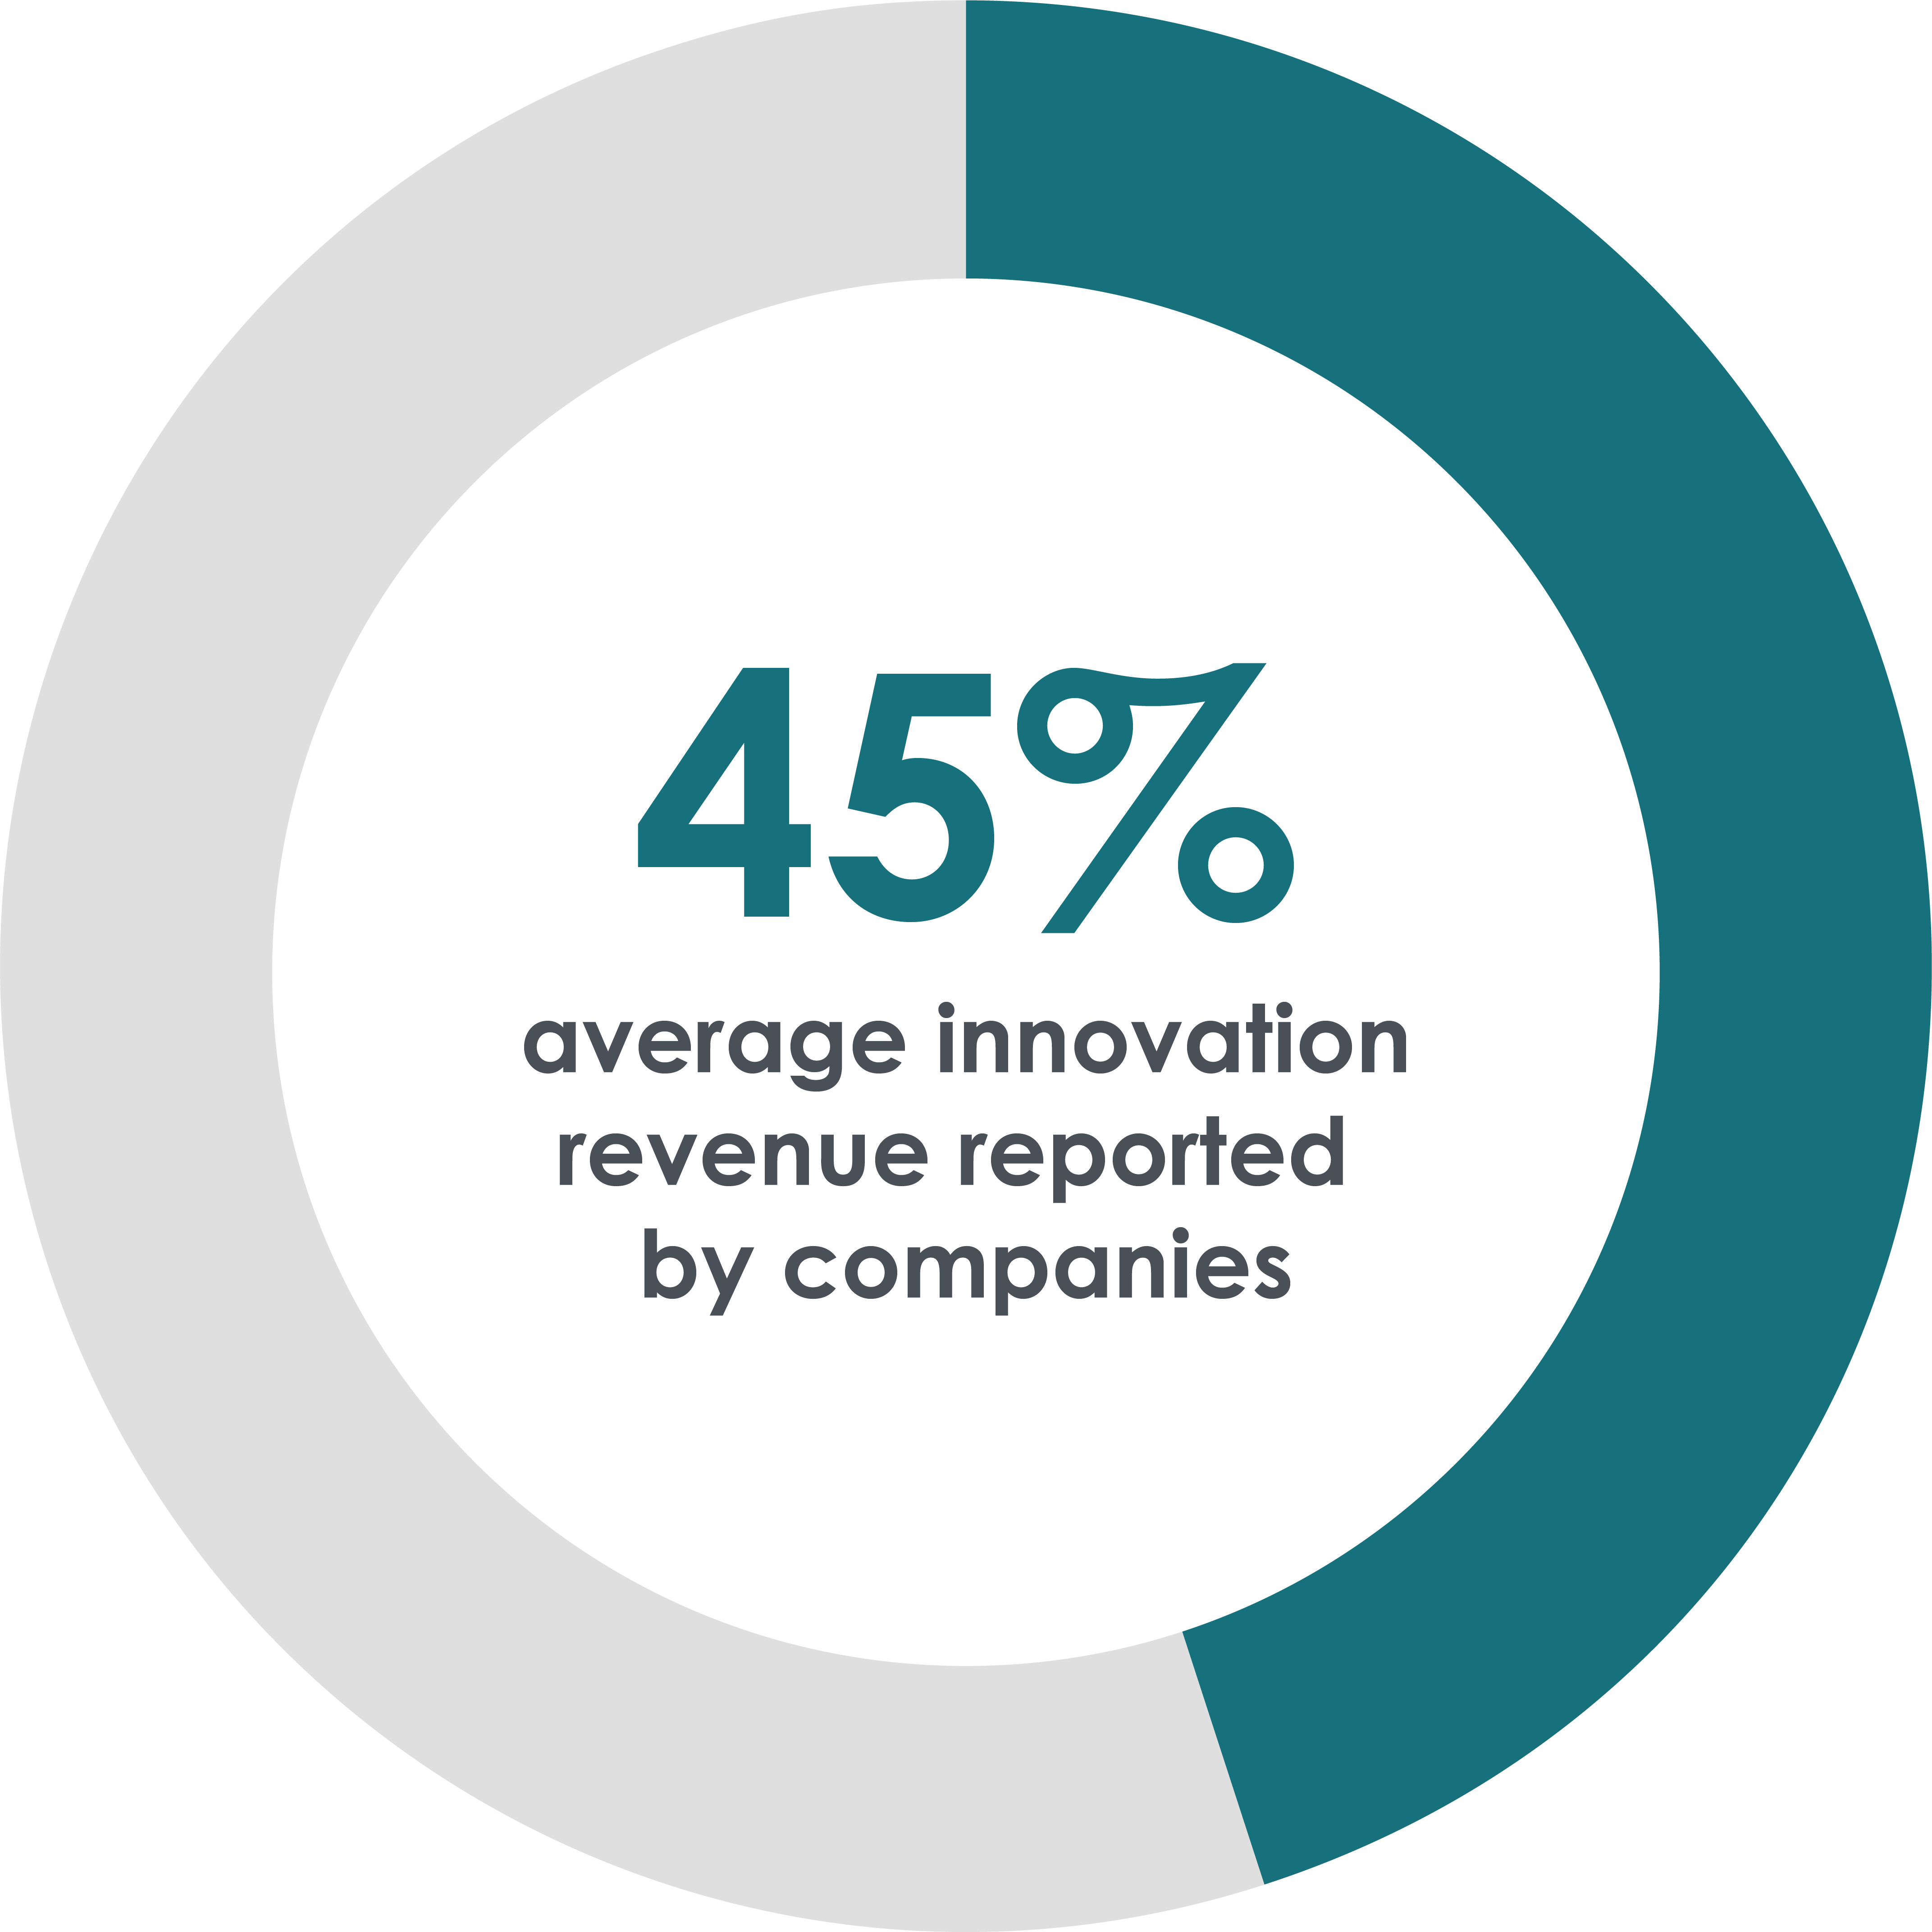 45%
average innovation
revenue reported
by companies